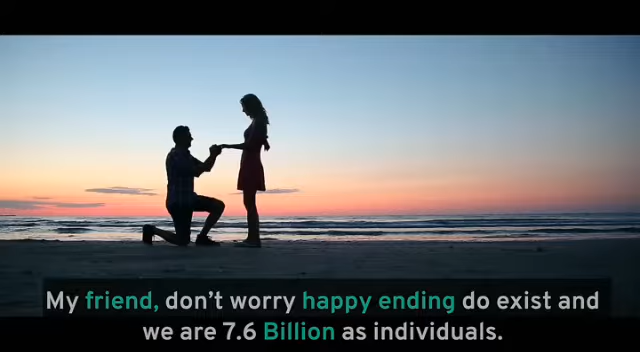 My friend, don't worry happy ending do exist and
we are 7.6 Billion as individuals.